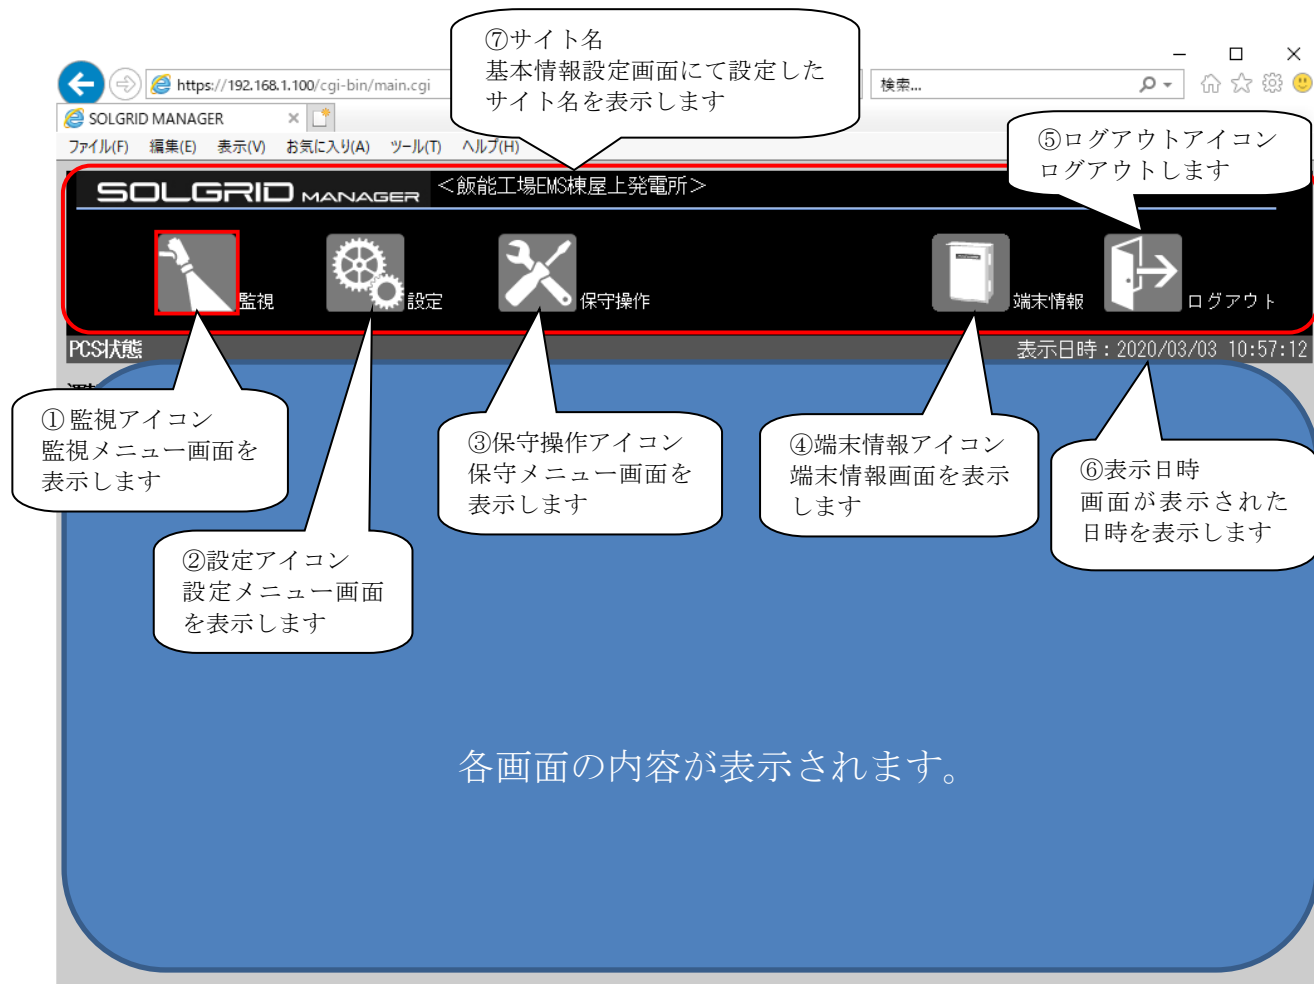 ⑦サイト名
基本情報設定画面にて設定した
サイト名を表示します
https://192.168.1.100/cgi-bin/main.cgi
検索...
SOLGRID MANAGER
ファイル(F) 編集(E) 表示(V) お気に入り(A) ツール(T) ヘルプ(H)
⑤ログアウトアイコン
ログアウトします
SOLGRID MANAGER
<飯能工場EMS棟屋上発電所>
監視
設定
保守操作
端末情報
ログアウト
PCS状態
表示日時：2020/03/03 10:57:12
①監視アイコン
監視メニュー画面を
表示します
③保守操作アイコン
保守メニュー画面を
表示します
④端末情報アイコン
端末情報画面を表示
します
⑥表示日時
画面が表示された
日時を表示します
②設定アイコン
設定メニュー画面
を表示します
各画面の内容が表示されます。